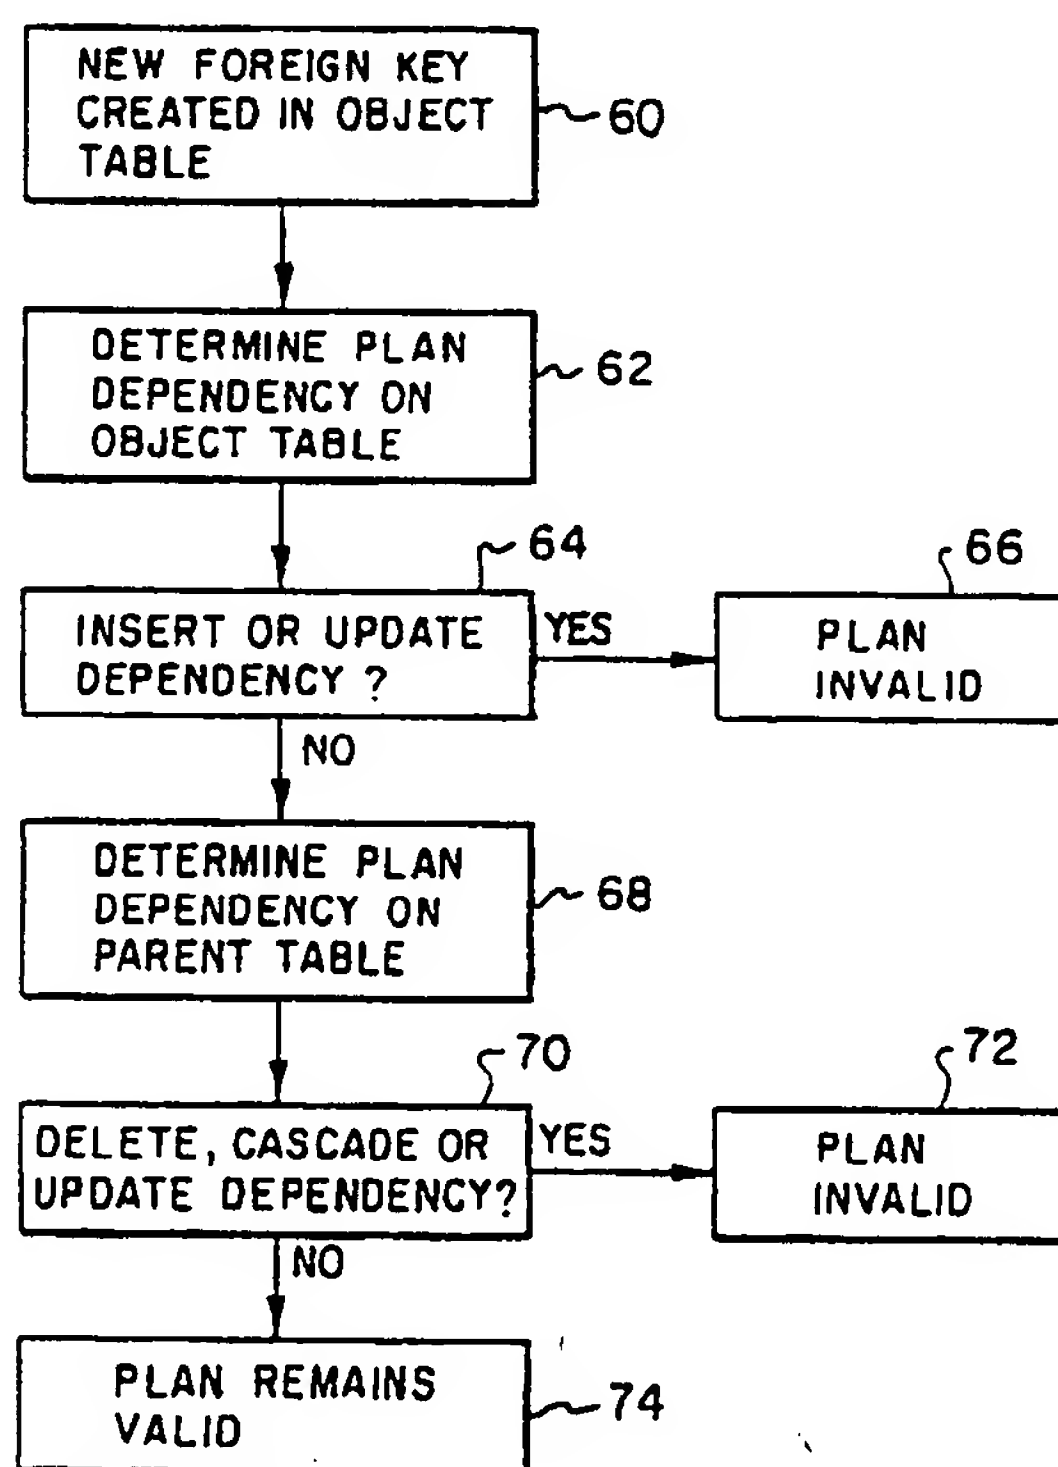 NEW FOREIGN KEY
CREATED IN OBJECT
TABLE
60
DETERMINE PLAN
DEPENDENCY ON
OBJECT TABLE
62
64
INSERT OR UPDATE
DEPENDENCY ?
YES
66
PLAN
INVALID
NO
DETERMINE PLAN
DEPENDENCY ON
PARENT TABLE
68
70
DELETE, CASCADE OR
UPDATE DEPENDENCY?
YES
72
PLAN
INVALID
NO
PLAN REMAINS
VALID
74